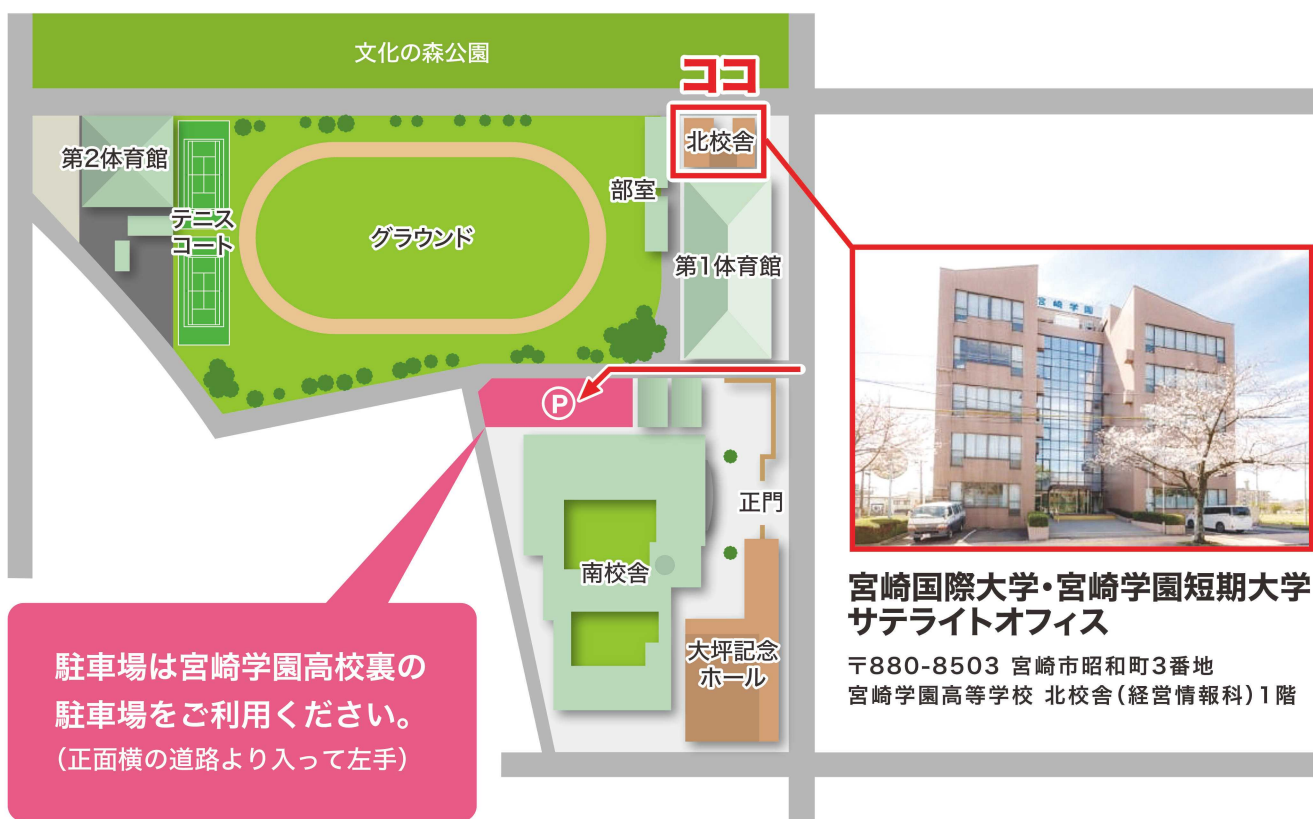 文化の森公園
ココ
北校舎
第2体育館
部室
テニス
コート
グラウンド
第1体育館
宮崎学園
P
正門
南校舎
大坪記念
ホール
宮崎国際大学・宮崎学園短期大学
サテライトオフィス
〒880-8503 宮崎市昭和町3番地
宮崎学園高等学校 北校舎(経営情報科)1階
駐車場は宮崎学園高校裏の
駐車場をご利用ください。
(正面横の道路より入って左手)